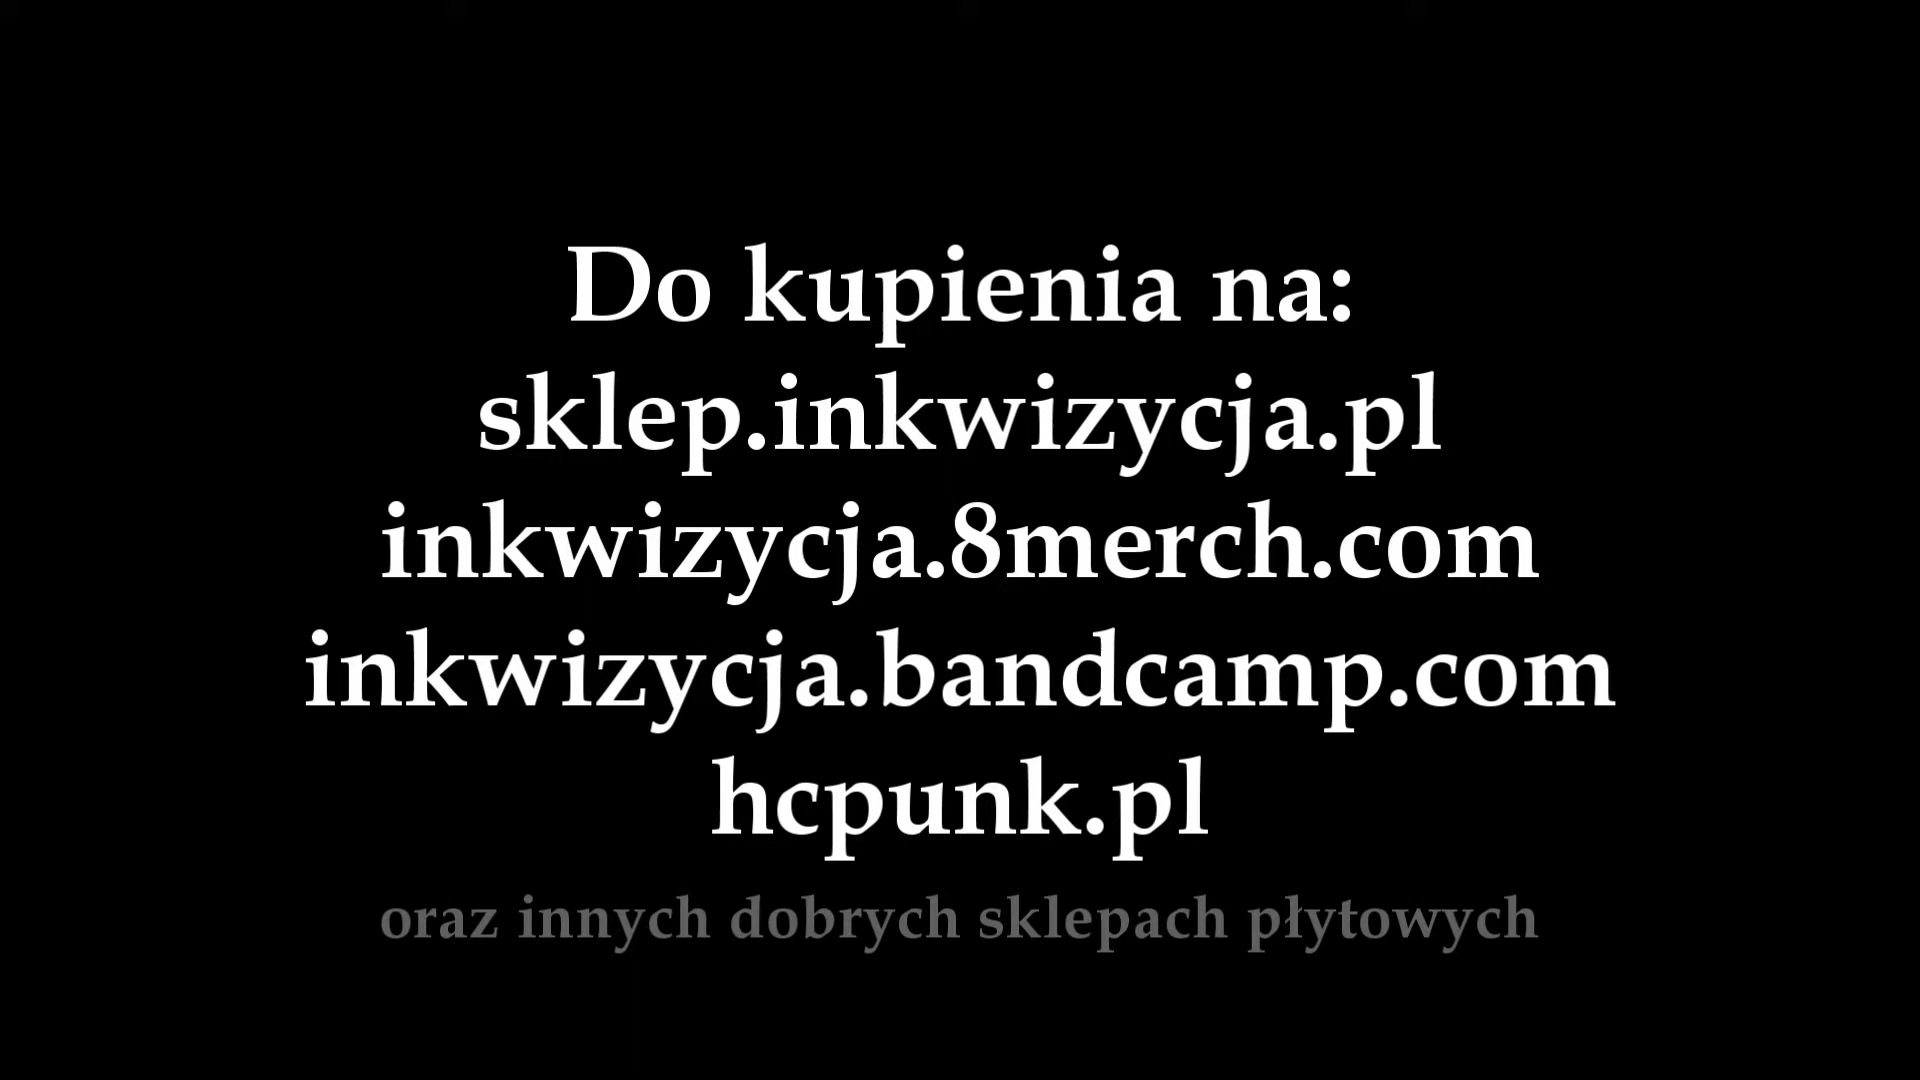 Do kupienia na:
sklep.inkwizycja.pl
inkwizycja.8merch.com
inkwizycja.bandcamp.com
hcpunk.pl
oraz innych dobrych sklepach płytowych